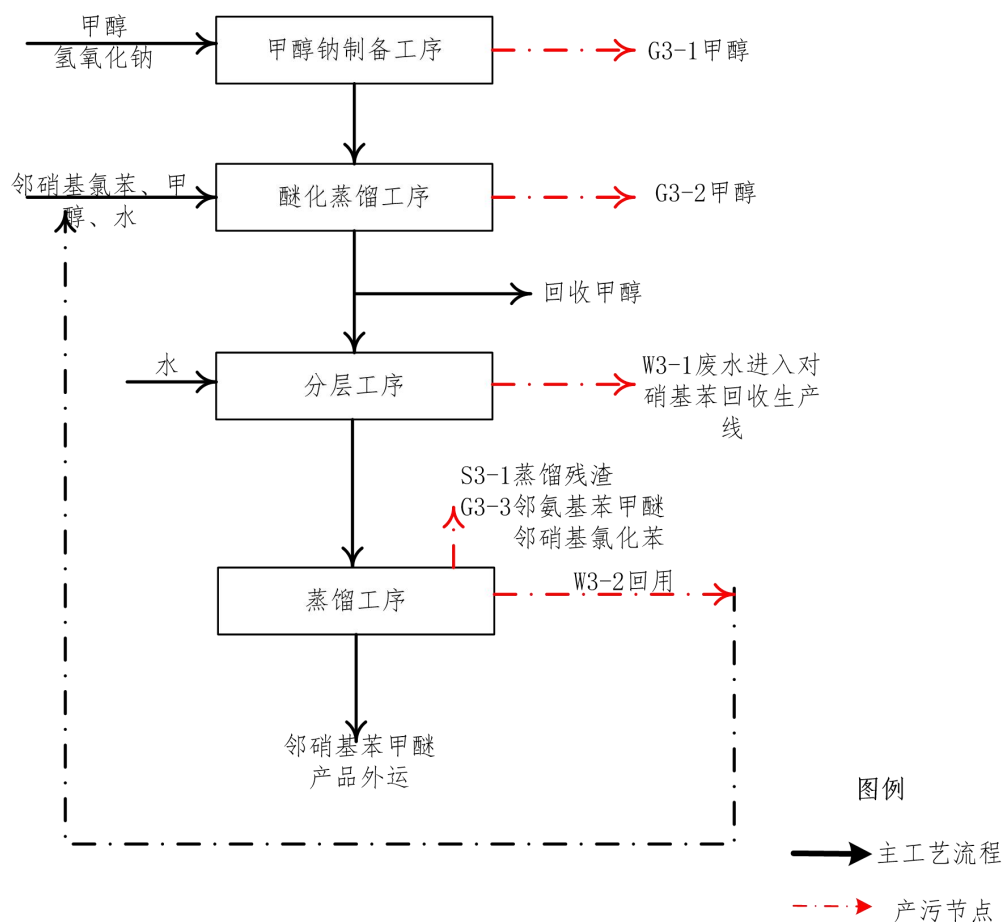 甲醇
氢氧化钠
甲醇钠制备工序
G3-1甲醇
邻硝基氯苯、甲
醇、水
醚化蒸馏工序
G3-2甲醇
回收甲醇
水
分层工序
W3-1废水进入对
硝基苯回收生产
线
S3-1蒸馏残渣
G3-3邻氨基苯甲醚
邻硝基氯化苯
蒸馏工序
W3-2回用
邻硝基苯甲醚
产品外运
图例
主工艺流程
产污节点